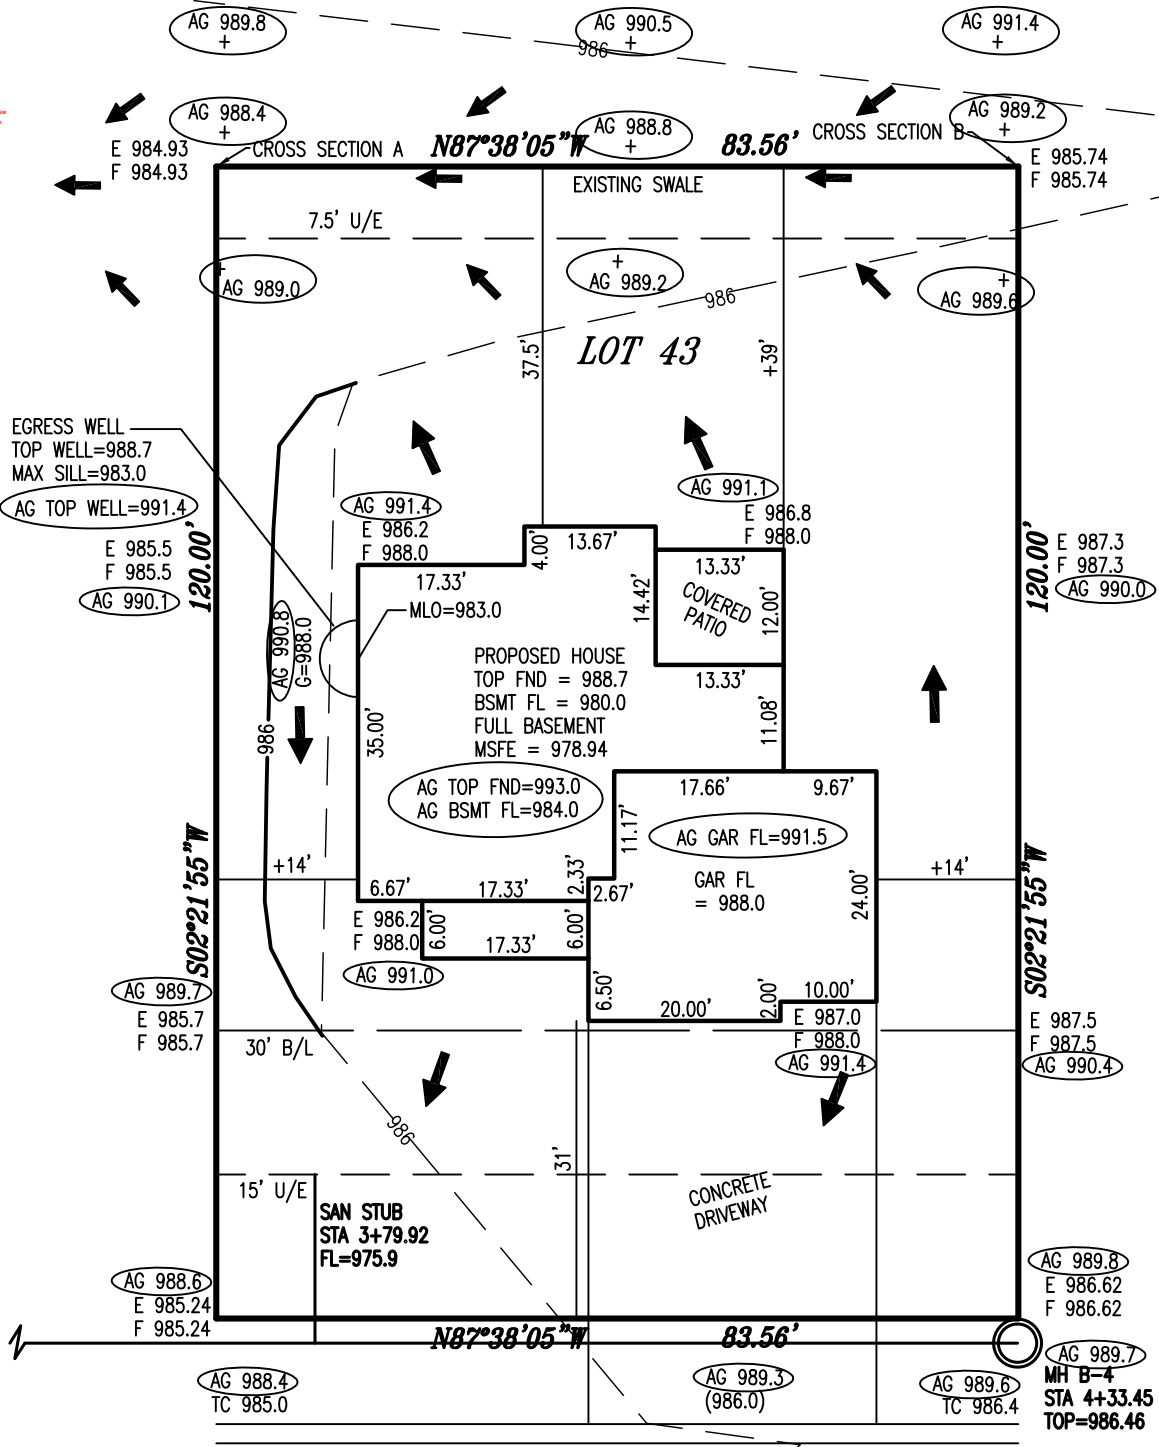 AG 989.8
AG 990.5
AG 991.4
986
AG 988.4
AG 988.8
AG 989.2
E 984.93
F 984.93
CROSS SECTION A
N87°38'05"W
83.56'
CROSS SECTION B
E 985.74
F 985.74
EXISTING SWALE
7.5' U/E
AG 989.0
AG 989.2
AG 989.6
986
37.5'
LOT 43
+39'
EGRESS WELL
TOP WELL=988.7
MAX SILL=983.0
AG TOP WELL=991.4
AG 991.4
E 986.2
F 988.0
AG 991.1
E 986.8
F 988.0
E 985.5
F 985.5
AG 990.1
120.00'
4.00'
13.67'
17.33'
14.42'
13.33'
COVERED
PATIO
12.00'
120.00'
E 987.3
F 987.3
AG 990.0
MLO=983.0
AG 990.8
G=988.0
PROPOSED HOUSE
TOP FND = 988.7
BSMT FL = 980.0
FULL BASEMENT
MSFE = 978.94
13.33'
11.08'
986
35.00'
AG TOP FND=993.0
AG BSMT FL=984.0
17.66'
9.67'
11.17'
AG GAR FL=991.5
GAR FL
= 988.0
24.00'
+14'
+14'
S02°21'55"W
S02°21'55"W
6.67'
17.33'
2.33'
2.67'
E 986.2
F 988.0
AG 991.0
6.00'
17.33'
6.00'
6.50'
20.00'
2.00'
10.00'
AG 989.7
E 985.7
F 985.7
30' B/L
E 987.0
F 988.0
AG 991.4
E 987.5
F 987.5
AG 990.4
986
31'
15' U/E
CONCRETE
DRIVEWAY
SAN STUB
STA 3+79.92
FL=975.9
AG 988.6
E 985.24
F 985.24
AG 989.8
E 986.62
F 986.62
N87°38'05"W
83.56'
AG 989.7
MH B-4
STA 4+33.45
TOP=986.46
AG 988.4
TC 985.0
AG 989.3
(986.0)
AG 989.6
TC 986.4